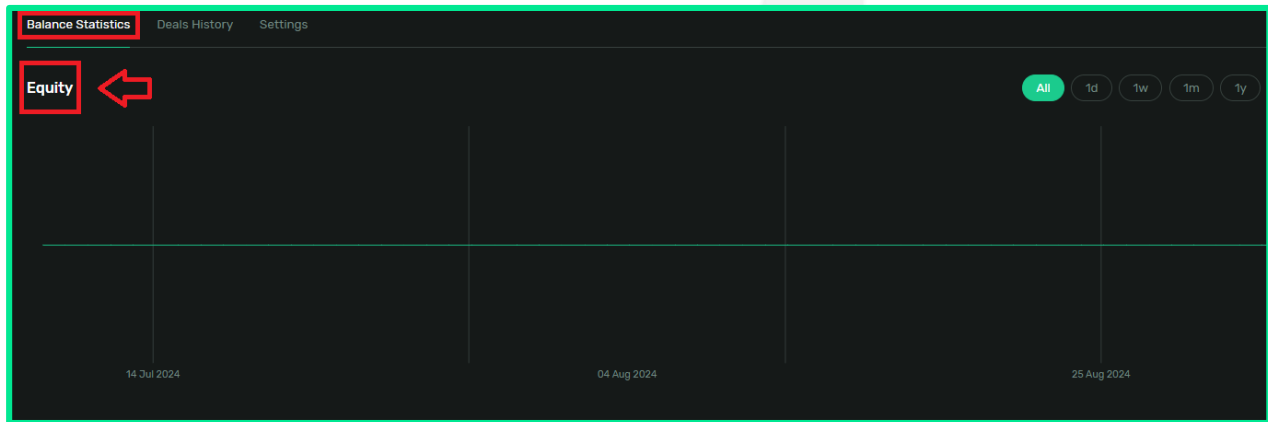 Balance Statistics Deals History Settings
Equity All 1d 1w 1m 1y
14 Jul 2024 04 Aug 2024 25 Aug 2024